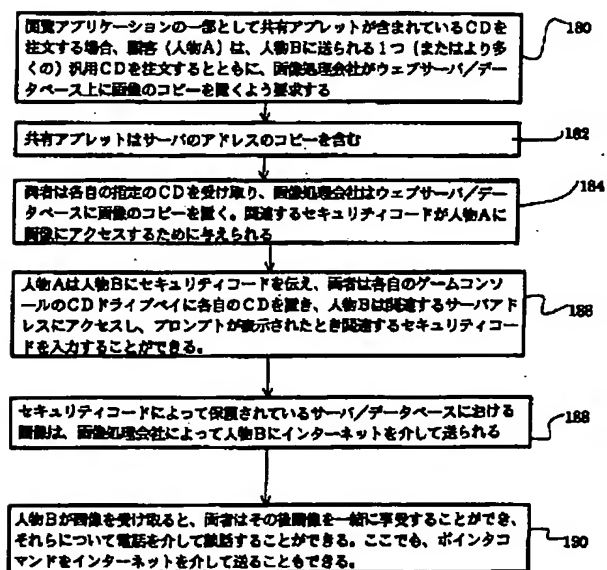 閲覧アプリケーションの一部として共有アプレットが含まれているCDを
注文する場合、顧客（人物A）は、人物Bに送られる1つ（またはより多
くの）汎用CDを注文するとともに、画像処理会社がウェブサーバ／デー
タベース上に画像のコピーを置くよう要求する
180
共有アプレットはサーバのアドレスのコピーを含む
182
両者は各自の指定のCDを受け取り、画像処理会社はウェブサーバ／デー
タベースに画像のコピーを置く。関連するセキュリティコードが人物Aに
画像にアクセスするために与えられる
184
人物Aは人物Bにセキュリティコードを伝え、両者は各自のゲームコンソ
ールのCDドライブベイに各自のCDを置き、人物Bは関連するサーバアド
レスにアクセスし、プロンプトが表示されたとき関連するセキュリティコー
ドを入力することができる。
186
セキュリティコードによって保護されているサーバ／データベースにおける
画像は、画像処理会社によって人物Bにインターネットを介して送られる
188
人物Bが画像を受け取ると、両者はその後画像を一緒に享受することができ、
それらについて電話を介して談話することができる。ここでも、ポインタコ
マンドをインターネットを介して送ることもできる。
190